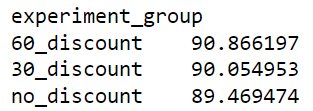 experiment_group
60_discount    90.866197
30_discount    90.054953
no_discount    89.469474